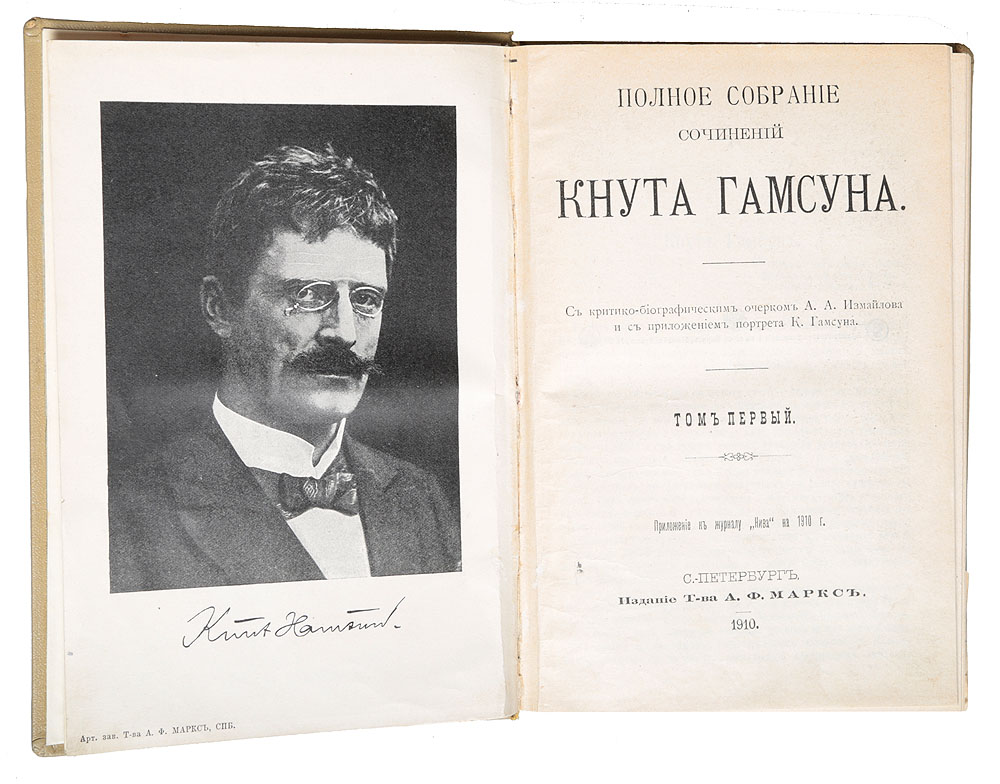 Knut Hamsun.
Арт. зав. Т-ва А. Ф. МАРКСЪ, СПБ.
ПОЛНОЕ СОБРАНІЕ
СОЧИНЕНІЙ
КНУТА ГАМСУНА.
Съ критико-біографическимъ очеркомъ А. А. Измайлова
и съ приложеніемъ портрета К. Гамсуна.
ТОМЪ ПЕРВЫЙ.
Приложеніе къ журналу „Нива“ на 1910 г.
С.-ПЕТЕРБУРГЪ,
Изданіе Т-ва А. Ф. МАРКСЪ.
1910.